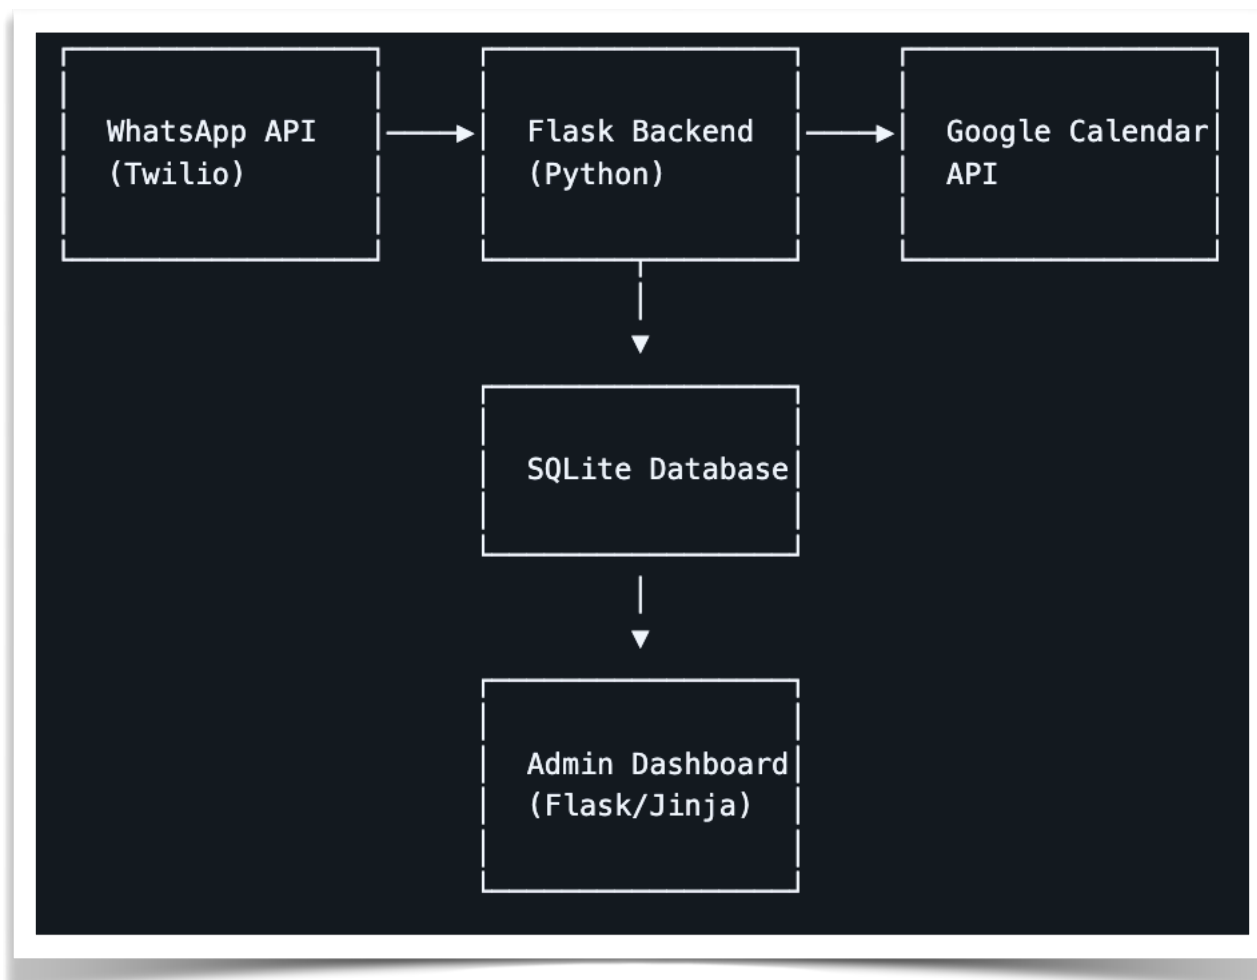 WhatsApp API
(Twilio)
Flask Backend
(Python)
Google Calendar
API
SQLite Database
Admin Dashboard
(Flask/Jinja)